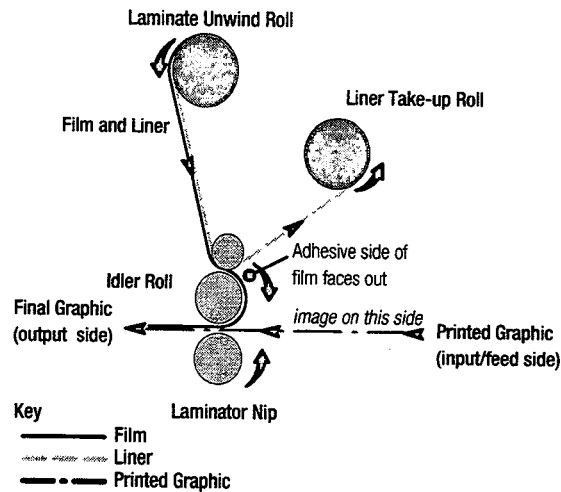 Laminate Unwind Roll
Liner Take-up Roll
Film and Liner
Adhesive side of
film faces out
Idler Roll
Final Graphic
(output side)
image on this side
Printed Graphic
(input/feed side)
Laminator Nip
Key
Film
Liner
Printed Graphic